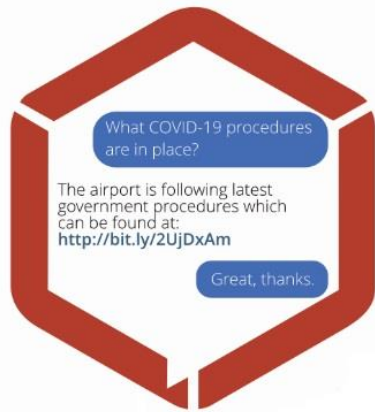 What COVID-19 procedures
are in place?
The airport is following latest
government procedures which
can be found at:
http://bit.ly/2UjDxAm
Great, thanks.